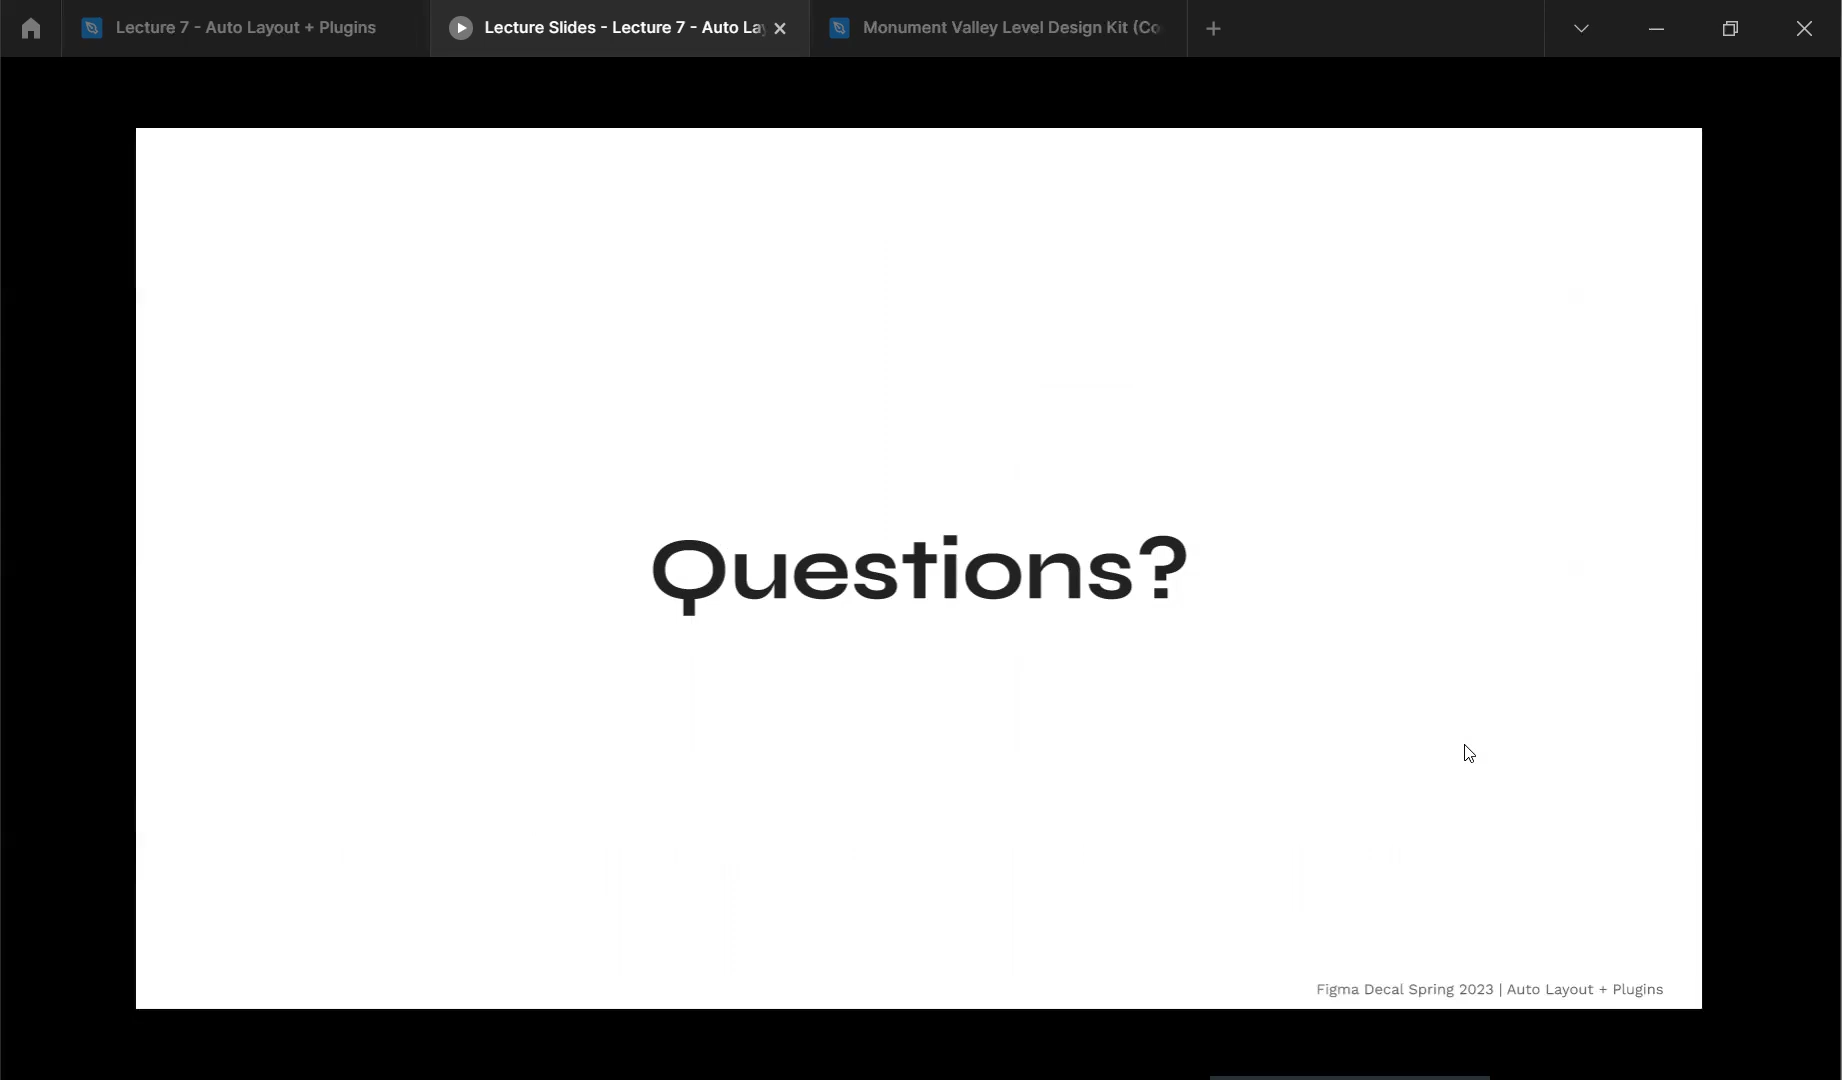 Lecture 7 - Auto Layout + Plugins
Lecture Slides - Lecture 7 - Auto La
Monument Valley Level Design Kit (Co
Questions?
Figma Decal Spring 2023 | Auto Layout + Plugins